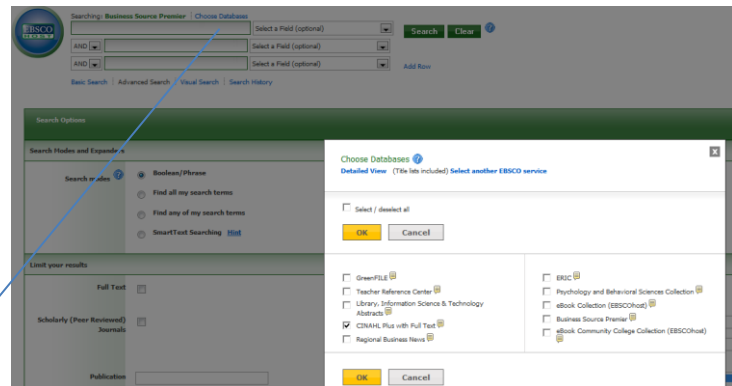 Searching: Business Source Premier | Choose Databases
EBSCO
HOST
Select a Field (optional)
Search
Clear
AND
Select a Field (optional)
AND
Select a Field (optional)
Add Row
Basic Search | Advanced Search | Visual Search | Search History
Search Options
Search Modes and Expanders
Search modes
Boolean/Phrase
Find all my search terms
Find any of my search terms
SmartText Searching Hint
Limit your results
Full Text
Scholarly (Peer Reviewed)
Journals
Publication
X
Choose Databases
Detailed View (Title lists included) Select another EBSCO service
Select / deselect all
OK
Cancel
GreenFILE
Teacher Reference Center
Library, Information Science & Technology
Abstracts
CINAHL Plus with Full Text
Regional Business News
ERIC
Psychology and Behavioral Sciences Collection
eBook Collection (EBSCOhost)
Business Source Premier
eBook Community College Collection (EBSCOhost)
OK
Cancel